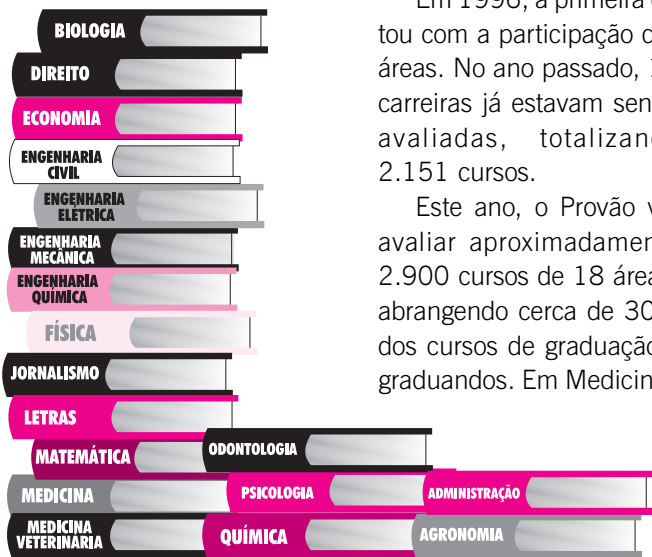 BIOLOGIA
DIREITO
ECONOMIA
ENGENHARIA
CIVIL
ENGENHARIA
ELÉTRICA
ENGENHARIA
MECÂNICA
ENGENHARIA
QUÍMICA
FÍSICA
JORNALISMO
LETRAS
MATEMÁTICA
ODONTOLOGIA
MEDICINA
PSICOLOGIA
ADMINISTRAÇÃO
MEDICINA
VETERINÁRIA
QUÍMICA
AGRONOMIA
Em 1996, a primeira
tou com a participação
áreas. No ano passado,
carreiras já estavam sen
avaliadas, totalizan
2.151 cursos.
Este ano, o Provão v
avaliar aproximadamen
2.900 cursos de 18 área
abrangendo cerca de 30
dos cursos de graduação
graduandos. Em Medicin